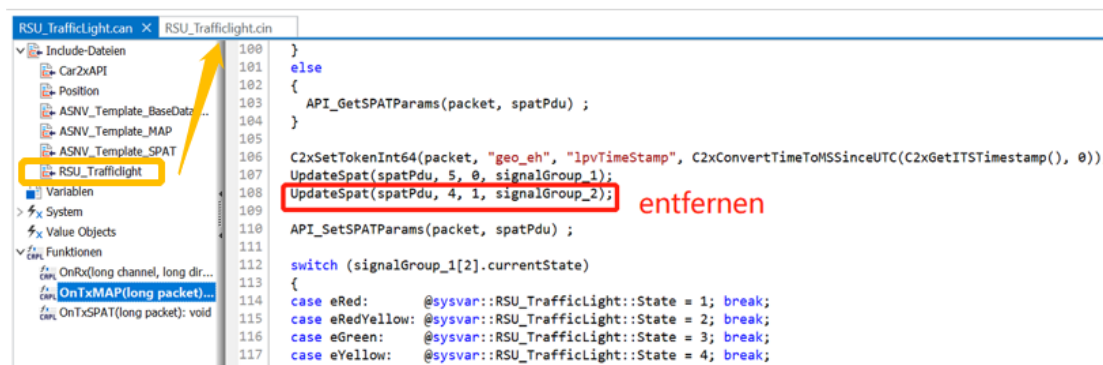 RSU_TrafficLight.can × RSU_Trafficlight.cin
Include-Dateien
Car2xAPI
Position
ASNV_Template_BaseData...
ASNV_Template_MAP
ASNV_Template_SPAT
RSU_Trafficlight
Variablen
System
Value Objects
Funktionen
OnRx(long channel, long dir...
OnTxMAP(long packet)...
OnTxSPAT(long packet): void
100 }
101 else
102 {
103 API_GetSPATParams(packet, spatPdu) ;
104 }
105
106 C2xSetTokenInt64(packet, "geo_eh", "lpvTimeStamp", C2xConvertTimeToMSSinceUTC(C2xGetITSTimestamp(), 0))
107 UpdateSpat(spatPdu, 5, 0, signalGroup_1);
108 UpdateSpat(spatPdu, 4, 1, signalGroup_2);
entfernen
109
110 API_SetSPATParams(packet, spatPdu) ;
111
112 switch (signalGroup_1[2].currentState)
113 {
114 case eRed: @sysvar::RSU_TrafficLight::State = 1; break;
115 case eRedYellow: @sysvar::RSU_TrafficLight::State = 2; break;
116 case eGreen: @sysvar::RSU_TrafficLight::State = 3; break;
117 case eYellow: @sysvar::RSU_TrafficLight::State = 4; break;